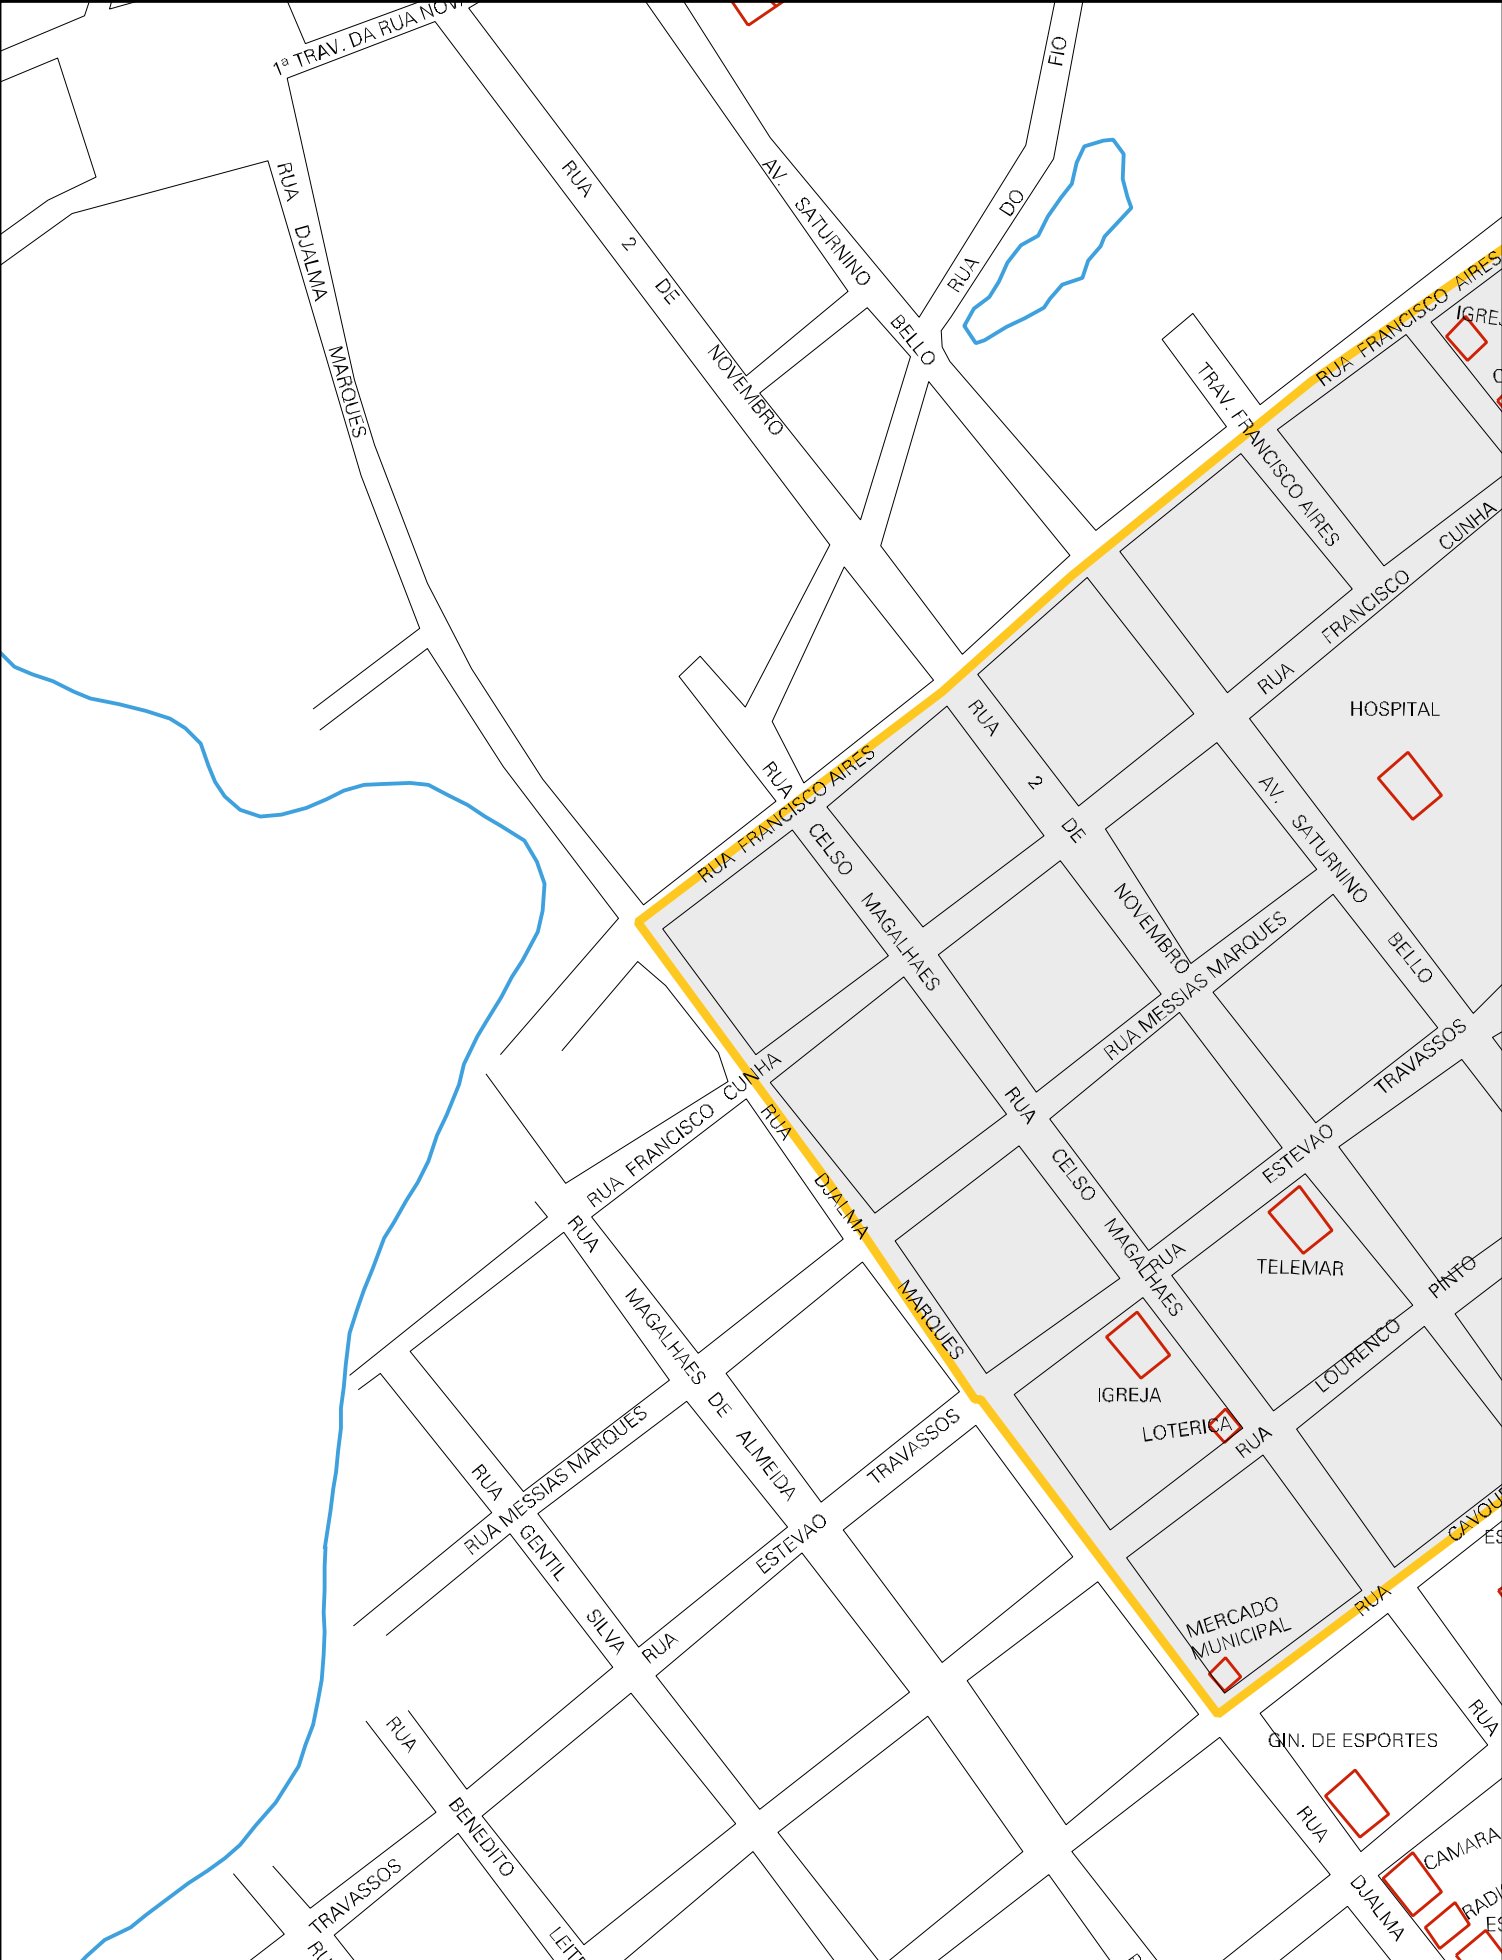 1ª TRAV. DA RUA
FIO
DO
RUA
RUA DJALMA MARQUES
RUA 2 DE NOVEMBRO
AV. SATURNINO BELLO
RUA FRANCISCO AIRES
TRAV. FRANCISCO AIRES
RUA FRANCISCO CUNHA
HOSPITAL
RUA 2 DE NOVEMBRO
AV. SATURNINO BELLO
RUA FRANCISCO AIRES
RUA CELSO MAGALHAES
RUA MESSIAS MARQUES
RUA FRANCISCO CUNHA
RUA DJALMA MARQUES
RUA CELSO MAGALHAES
RUA ESTEVAO TRAVASSOS
TELEMAR
IGREJA
LOTERICA
RUA LOURENCO PINTO
RUA MAGALHAES DE ALMEIDA
RUA MESSIAS MARQUES
RUA GENTIL SILVA
RUA ESTEVAO TRAVASSOS
MERCADO
MUNICIPAL
RUA
GIN. DE ESPORTES
RUA
RUA DJALMA
CAMARA
RUA BENEDITO
TRAVASSOS